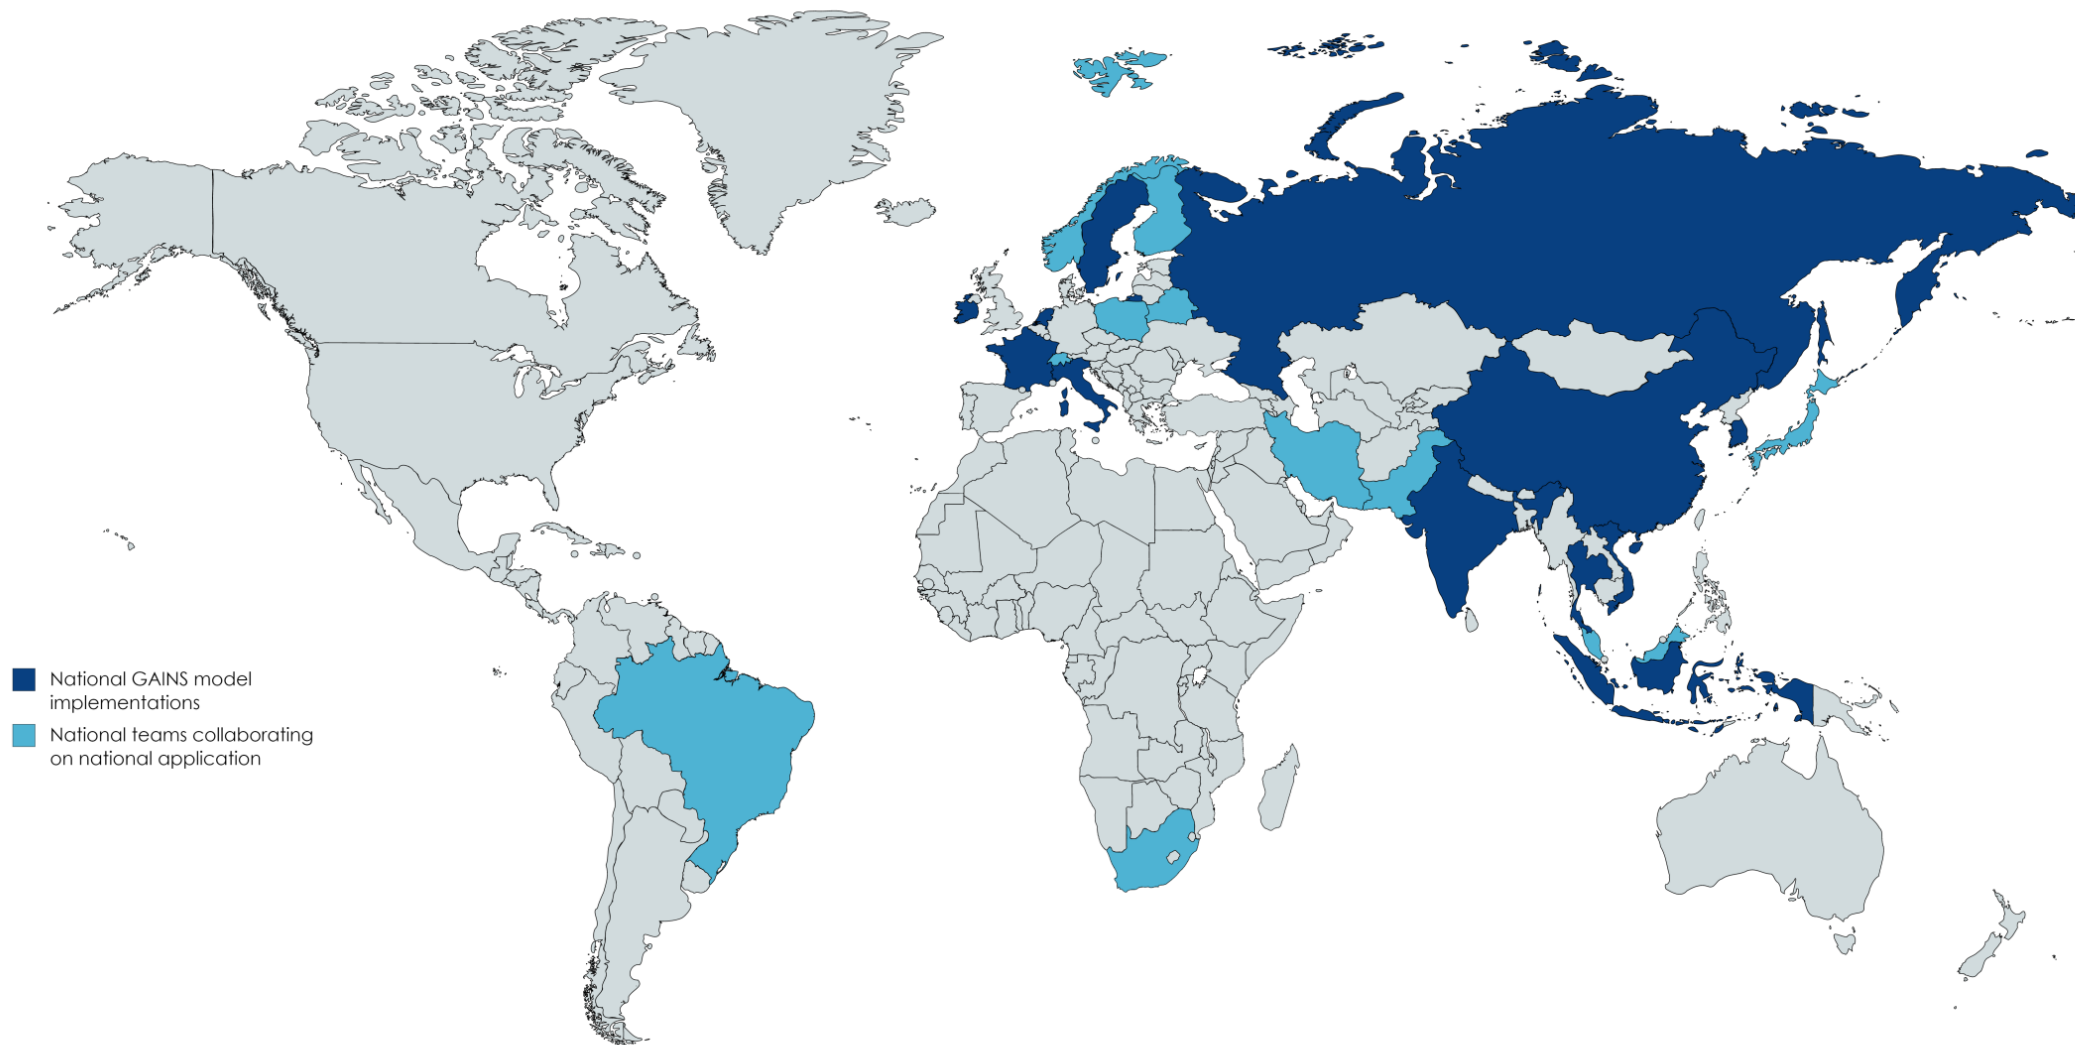 National GAINS model
implementations
National teams collaborating
on national application